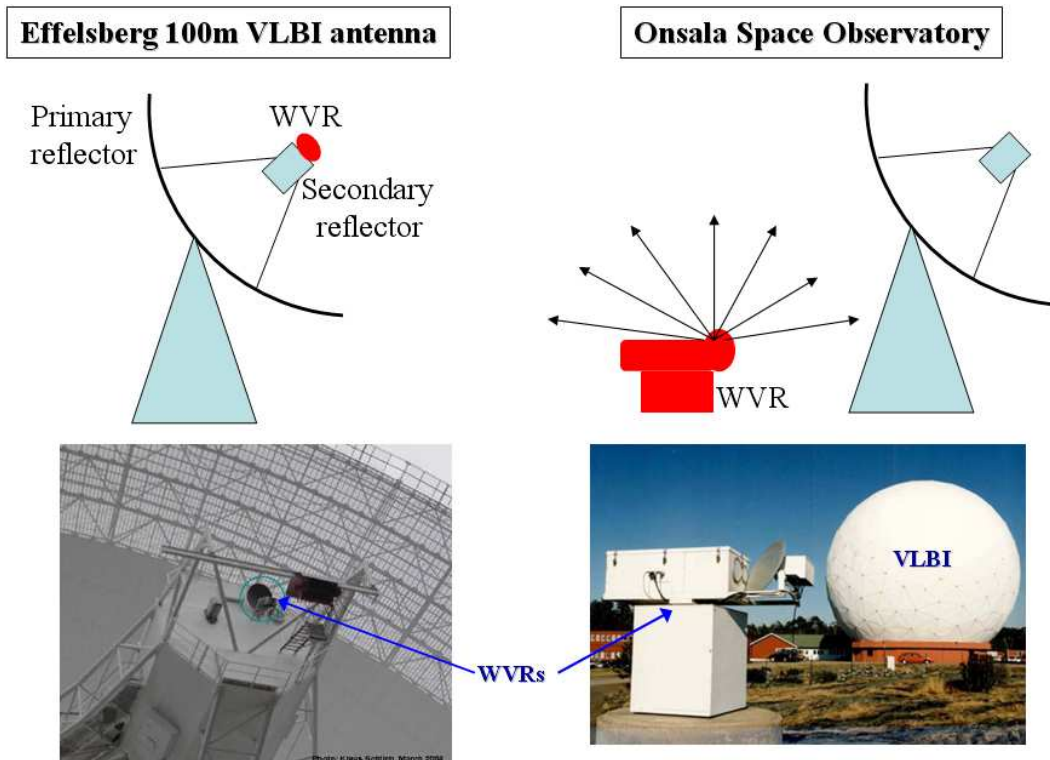 Effelsberg 100m VLBI antenna
Onsala Space Observatory
Primary
reflector
WVR
Secondary
reflector
WVR
VLBI
WVRs